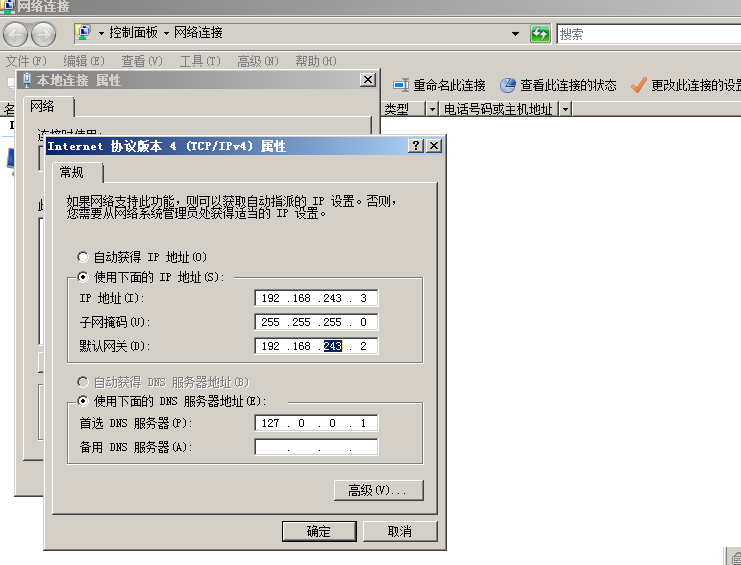 网络连接
控制面板 网络连接
搜索
文件(F) 编辑(E) 查看(V) 工具(T) 高级(N) 帮助(H)
本地连接 属性
重命名此连接 查看此连接的状态 更改此连接的设置
网络
类型 电话号码或主机地址
连接时使用:
Internet 协议版本 4 (TCP/IPv4) 属性
常规
如果网络支持此功能，则可以获取自动指派的 IP 设置。否则，
您需要从网络系统管理员处获得适当的 IP 设置。
自动获得 IP 地址(O)
使用下面的 IP 地址(S):
IP 地址(I): 192 .168 .243 . 3
子网掩码(U): 255 .255 .255 . 0
默认网关(D): 192 .168 .243 . 2
自动获得 DNS 服务器地址(B)
使用下面的 DNS 服务器地址(E):
首选 DNS 服务器(P): 127 . 0 . 0 . 1
备用 DNS 服务器(A): . . .
高级(V)...
确定 取消